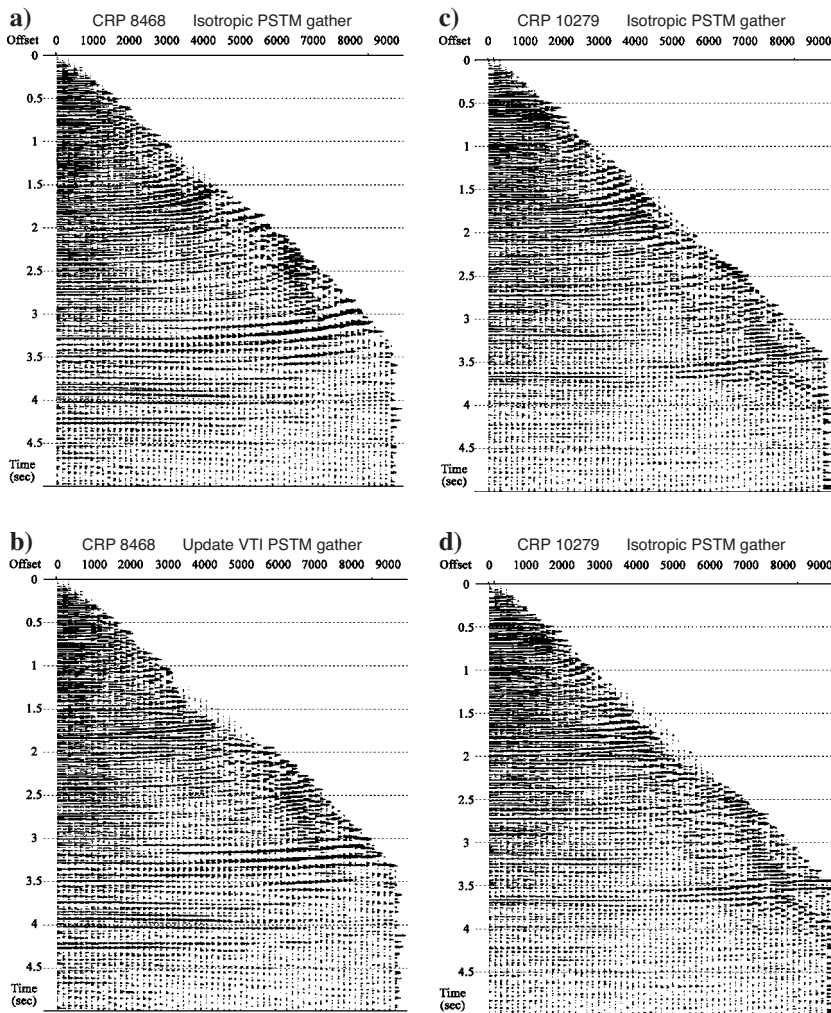 a) CRP 8468 Isotropic PSTM gather
Offset 0 1000 2000 3000 4000 5000 6000 7000 8000 9000
0
0.5
1
1.5
2
2.5
3
3.5
4
4.5
Time
(sec)
c) CRP 10279 Isotropic PSTM gather
Offset 0 1000 2000 3000 4000 5000 6000 7000 8000 9000
0
0.5
1
1.5
2
2.5
3
3.5
4
4.5
Time
(sec)
b) CRP 8468 Update VTI PSTM gather
Offset 0 1000 2000 3000 4000 5000 6000 7000 8000 9000
0
0.5
1
1.5
2
2.5
3
3.5
4
4.5
Time
(sec)
d) CRP 10279 Isotropic PSTM gather
Offset 0 1000 2000 3000 4000 5000 6000 7000 8000 9000
0
0.5
1
1.5
2
2.5
3
3.5
4
4.5
Time
(sec)